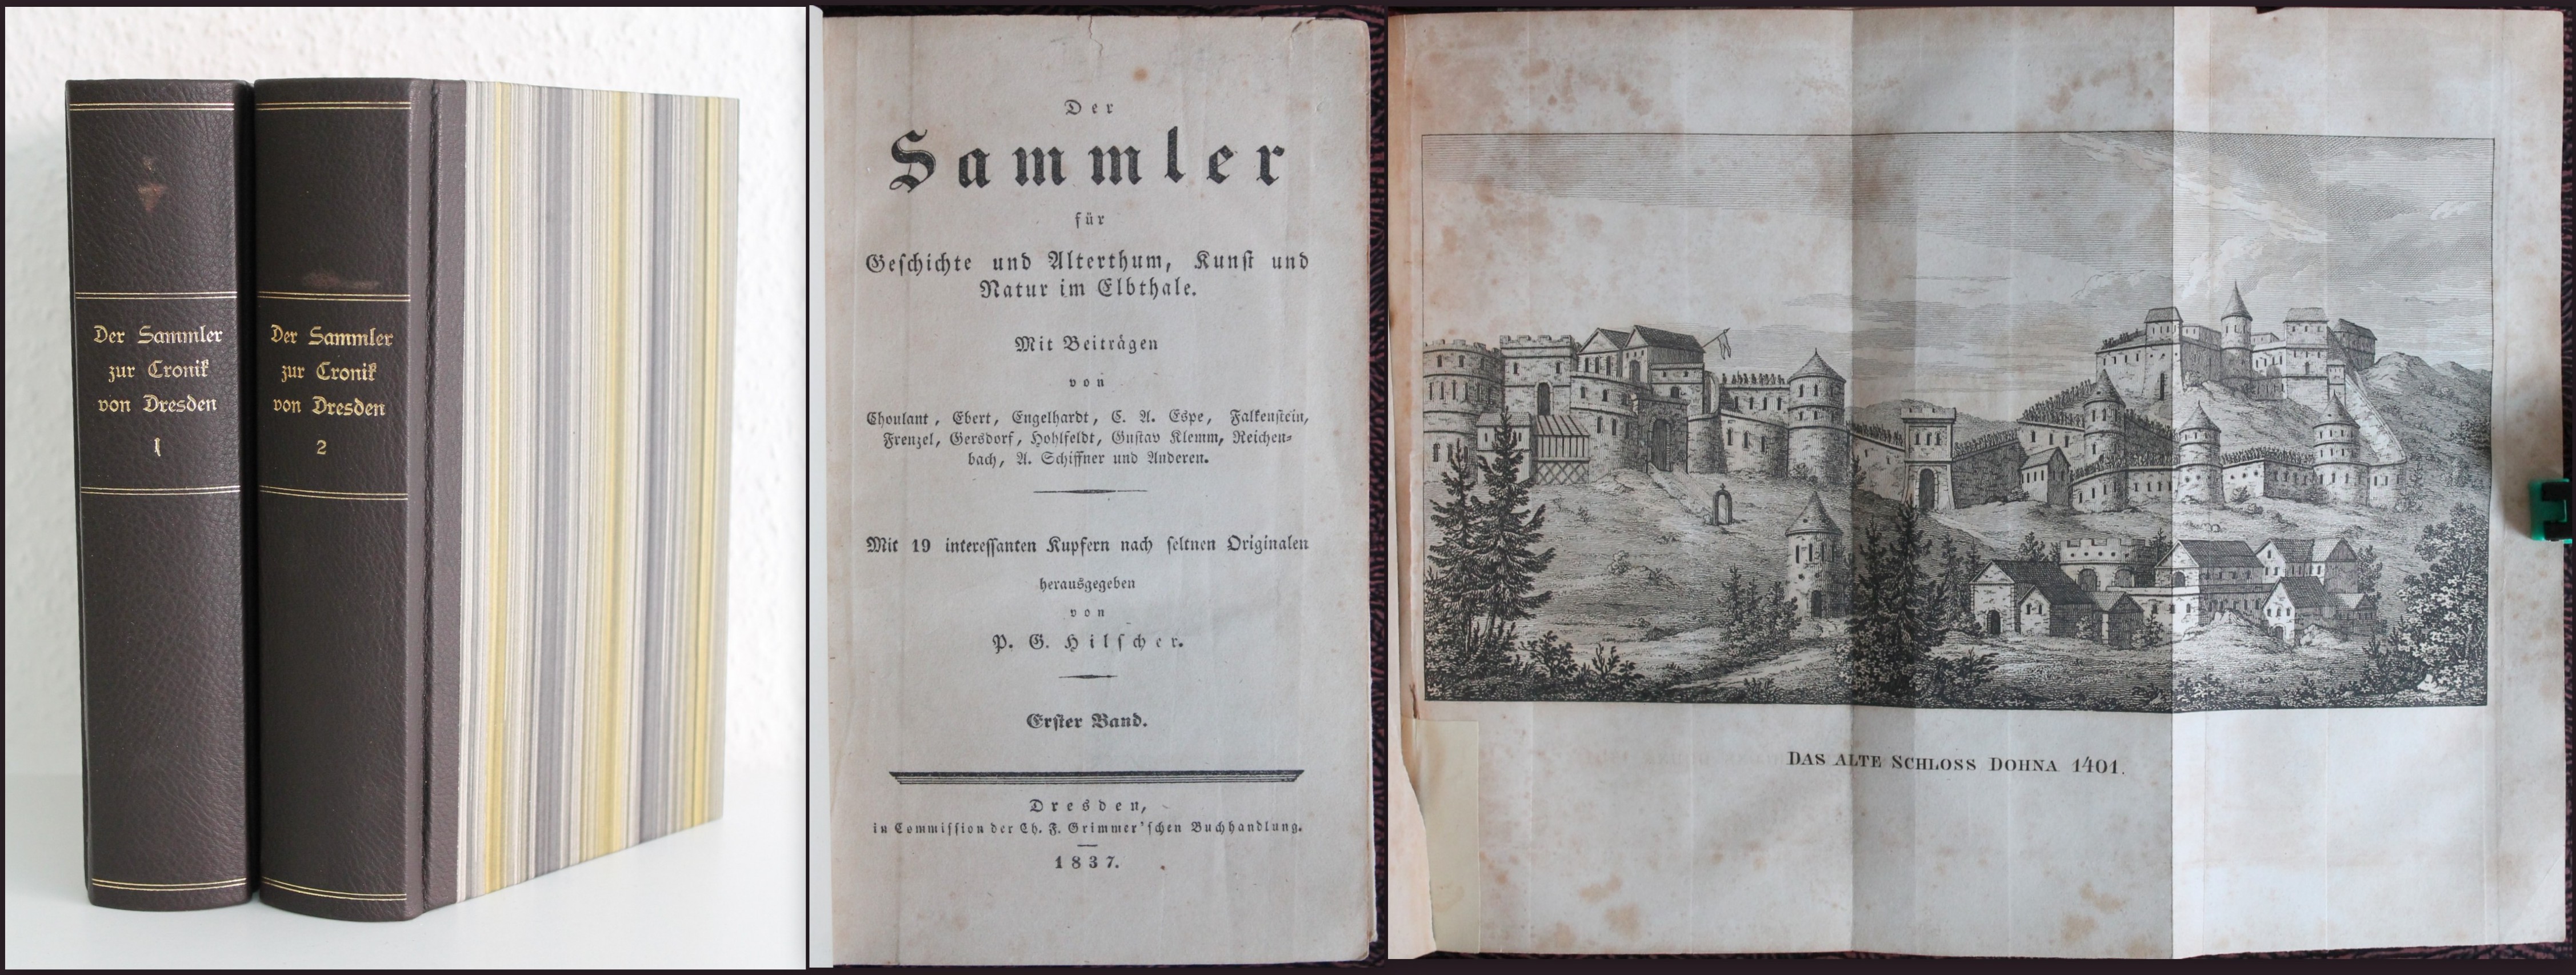 Der Sammler
zur Cronik
von Dresden
1
Der Sammler
zur Cronik
von Dresden
2
Der
Sammler
für
Geschichte und Alterthum, Kunst und
Natur im Elbthale.
Mit Beiträgen
von
Choulant, Ebert, Engelhardt, C. A. Espe, Falkenstein,
Frenzel, Gersdorf, Hohlfeldt, Gustav Klemm, Reichen-
bach, A. Schiffner und Anderen.
Mit 19 interessanten Kupfern nach seltnen Originalen
herausgegeben
von
P. G. Hilscher.
Erster Band.
Dresden,
in Commission der Ch. F. Grimmer'schen Buchhandlung.
1837.
DAS ALTE SCHLOSS DOHNA 1401.